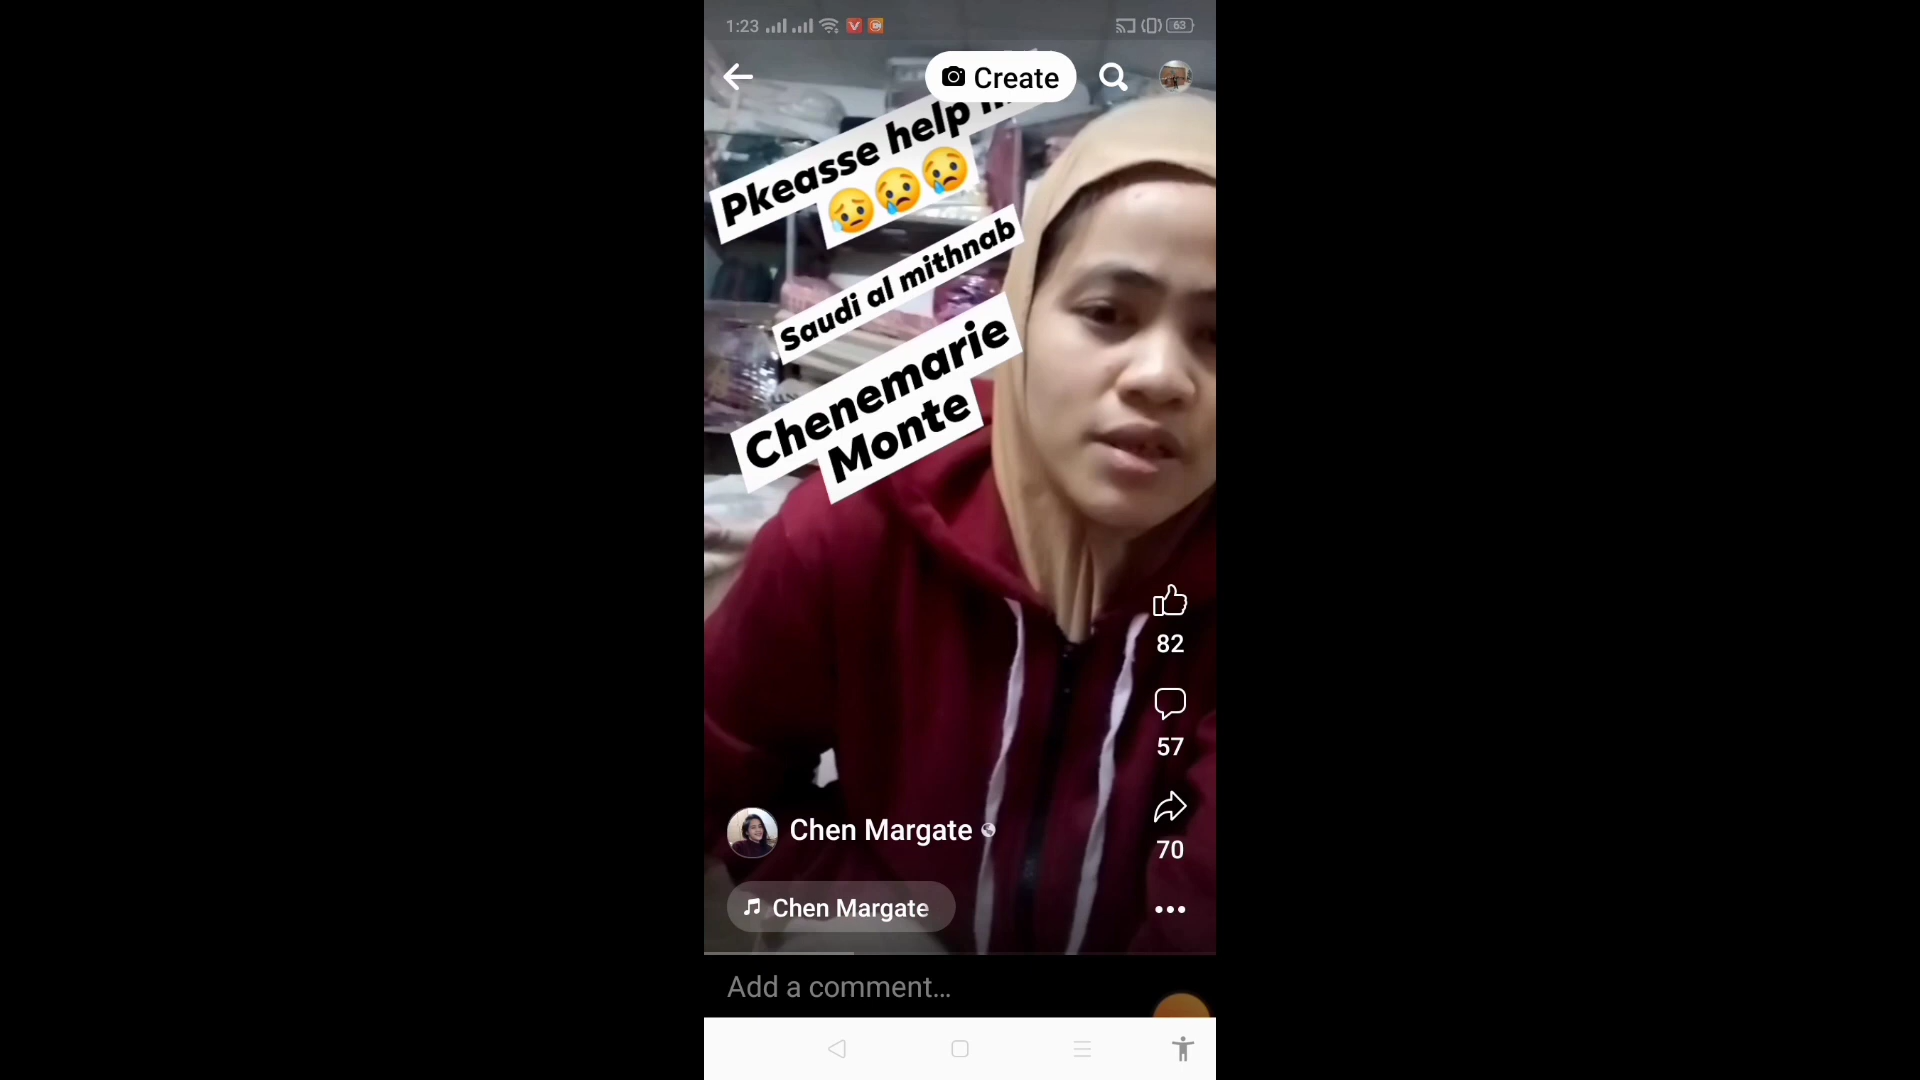 1:23
63
Create
Pkeasse help
😥😢😢
Saudi al mithnab
Chenemarie
Monte
82
57
Chen Margate
70
Chen Margate
Add a comment...